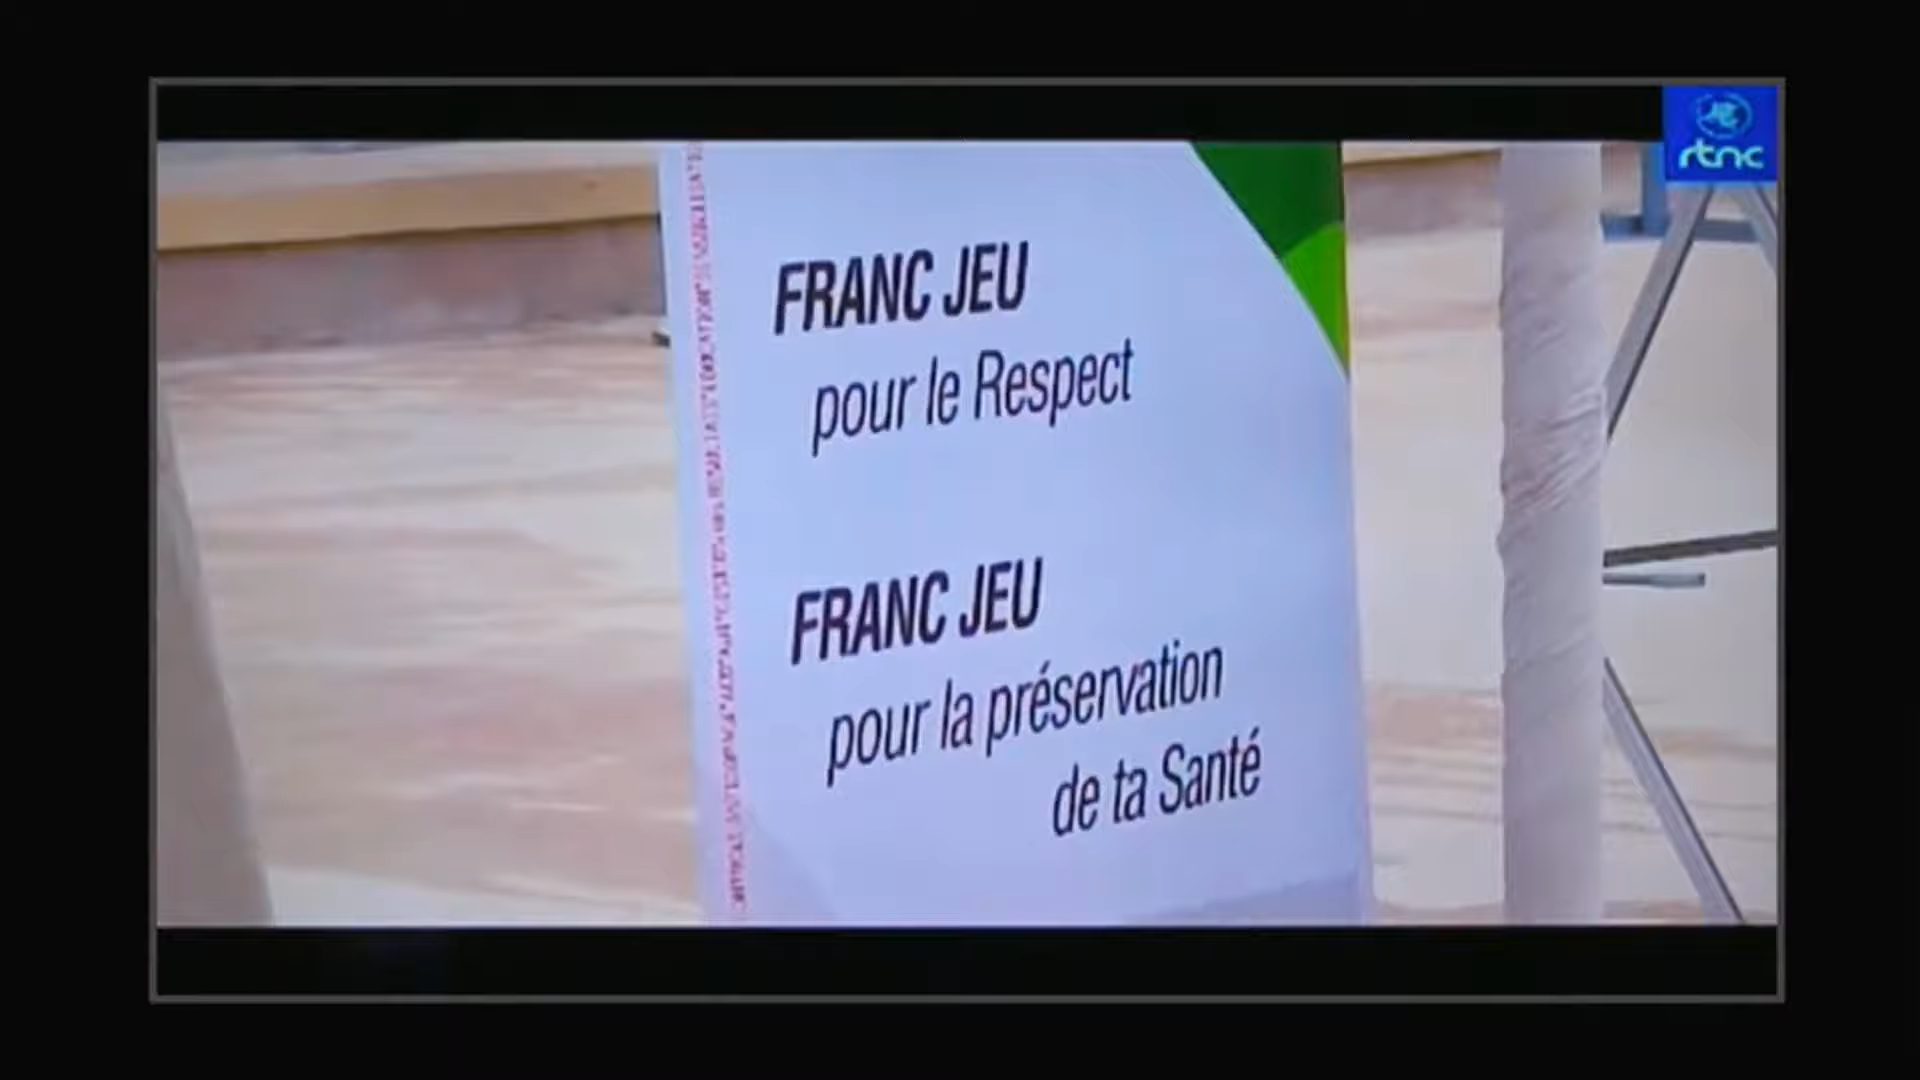 rtnc
FRANC JEU
pour le Respect
FRANC JEU
pour la préservation
de ta Santé